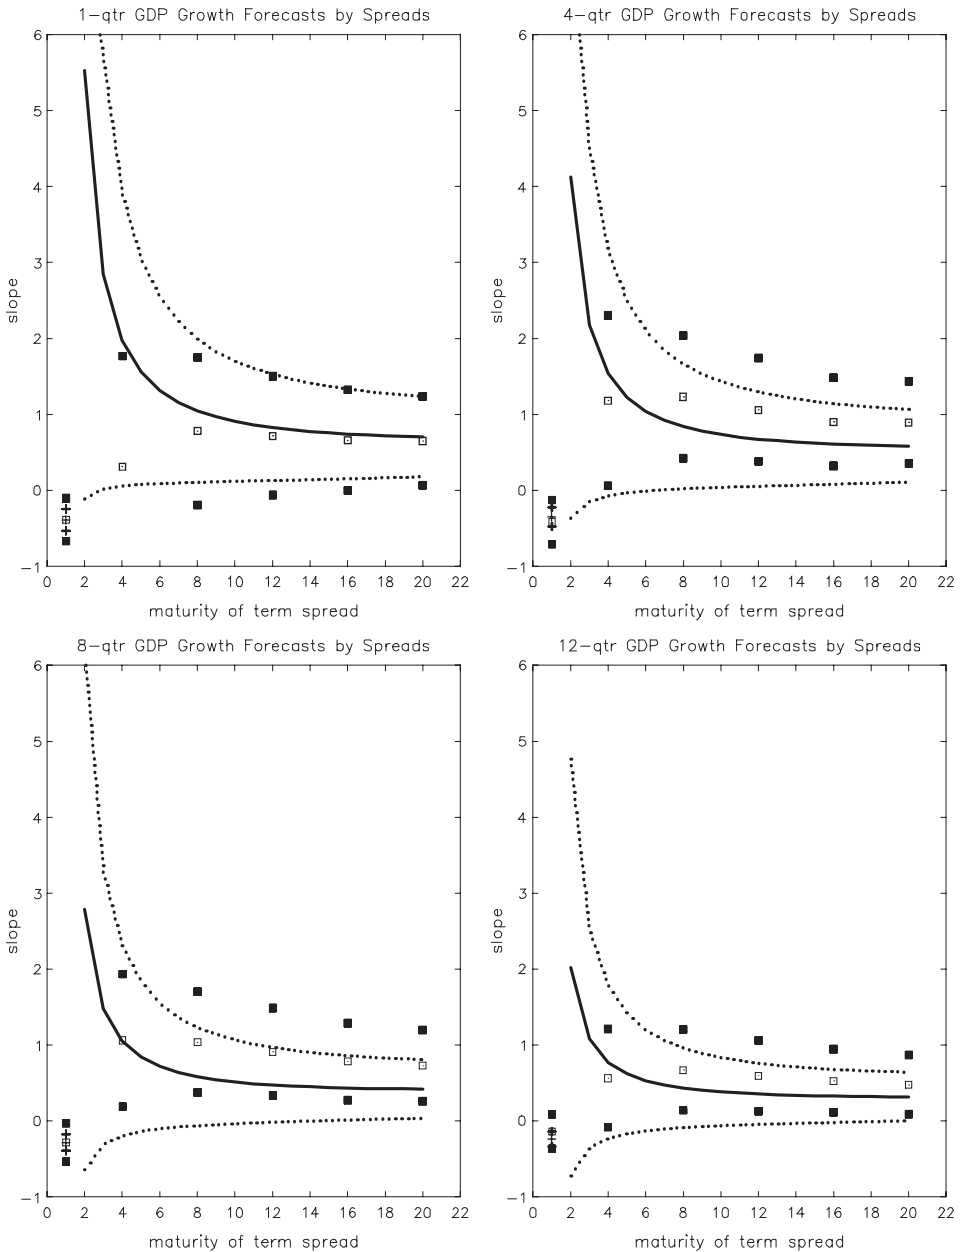 1−qtr GDP Growth Forecasts by Spreads
6
5
4
3
2
1
0
−1
slope
0 2 4 6 8 10 12 14 16 18 20 22
maturity of term spread
4−qtr GDP Growth Forecasts by Spreads
6
5
4
3
2
1
0
−1
slope
0 2 4 6 8 10 12 14 16 18 20 22
maturity of term spread
8−qtr GDP Growth Forecasts by Spreads
6
5
4
3
2
1
0
−1
slope
0 2 4 6 8 10 12 14 16 18 20 22
maturity of term spread
12−qtr GDP Growth Forecasts by Spreads
6
5
4
3
2
1
0
−1
slope
0 2 4 6 8 10 12 14 16 18 20 22
maturity of term spread